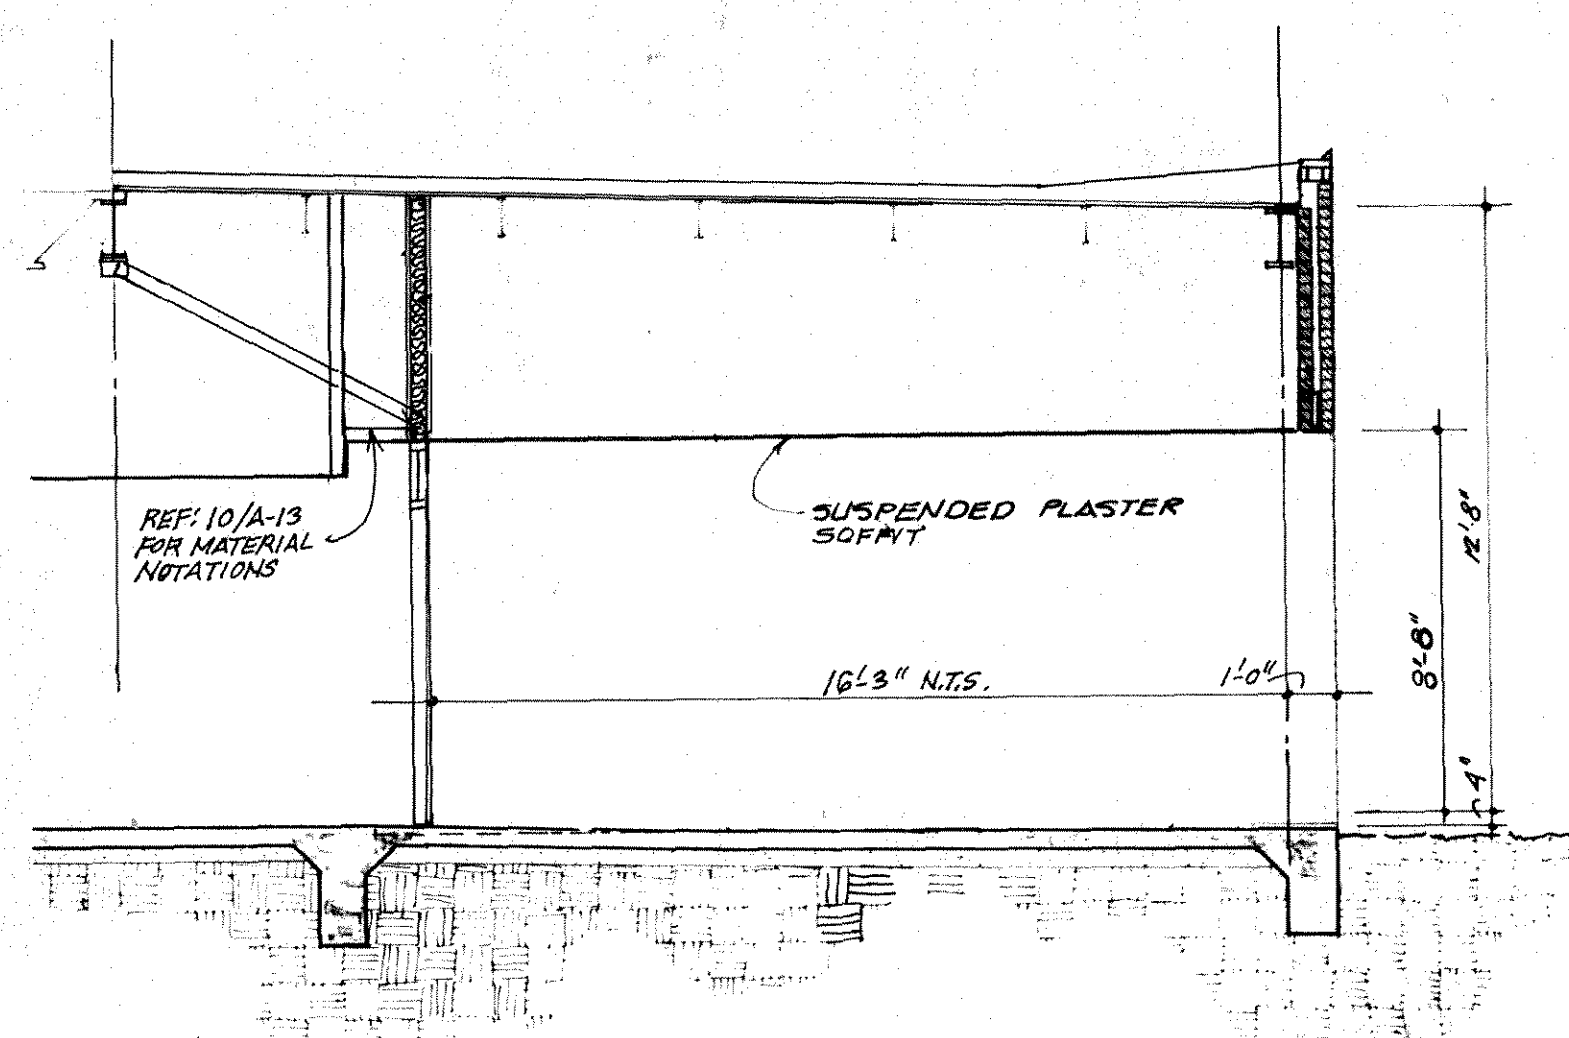 REF: 10/A-13
FOR MATERIAL
NOTATIONS
SUSPENDED PLASTER
SOFFIT
16'-3" N.T.S.
1'-0"
8'-8"
12'-8"
4"